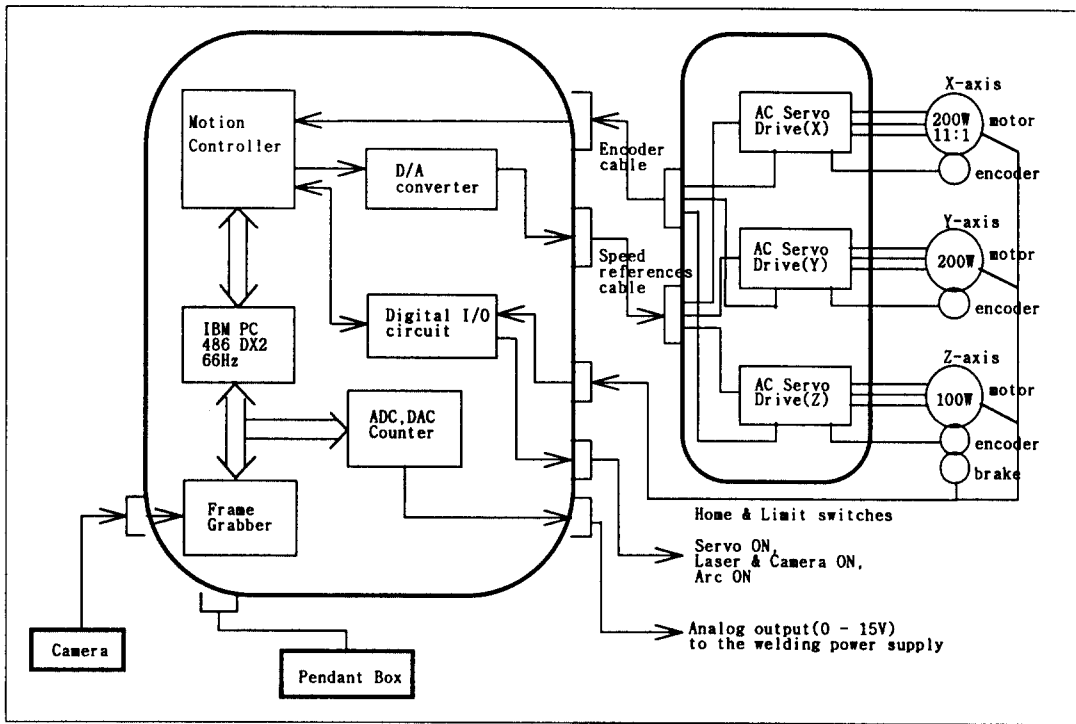 Motion
Controller
D/A
converter
Digital I/O
circuit
IBM PC
486 DX2
66Hz
ADC,DAC
Counter
Frame
Grabber
Camera
Pendant Box
Encoder
cable
Speed
references
cable
AC Servo
Drive(X)
AC Servo
Drive(Y)
AC Servo
Drive(Z)
X-axis
200W
11:1
motor
encoder
Y-axis
200W
motor
encoder
Z-axis
100W
motor
encoder
brake
Home & Limit switches
Servo ON,
Laser & Camera ON,
Arc ON
Analog output(0 - 15V)
to the welding power supply